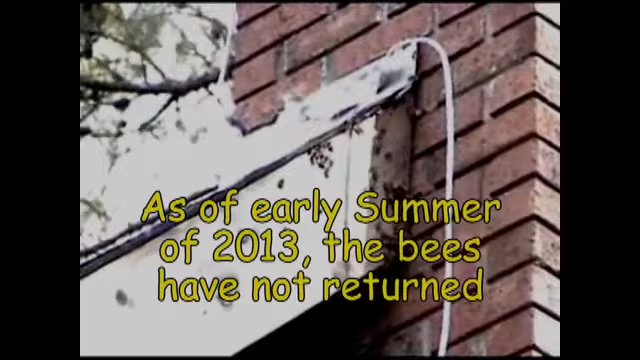 As of early Summer
of 2013, the bees
have not returned